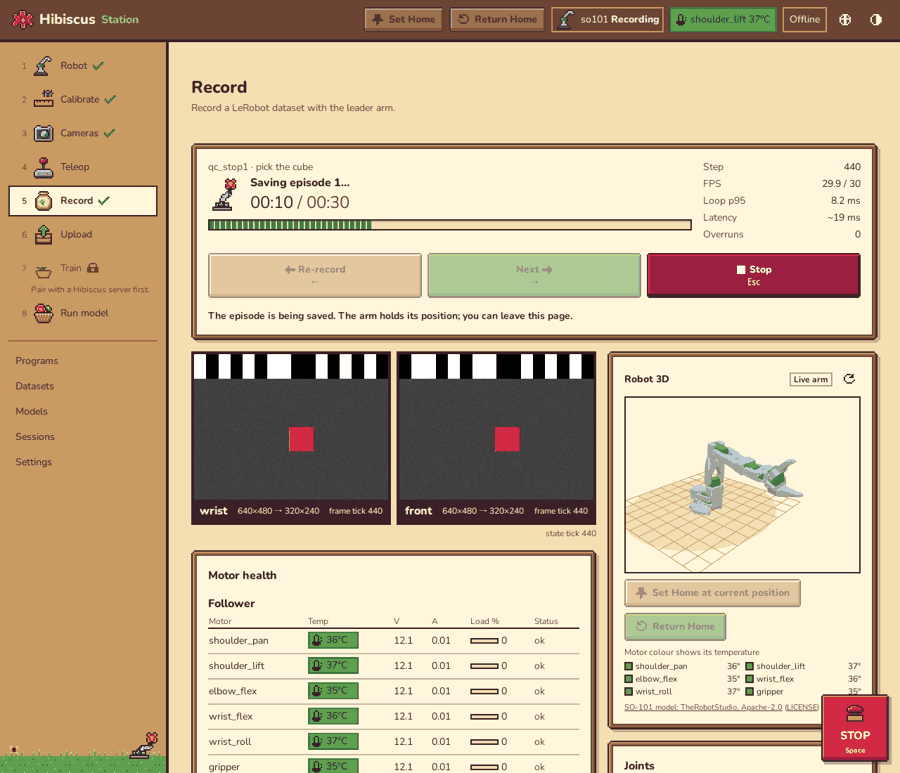 Hibiscus Station
Set Home
Return Home
so101 Recording
shoulder_lift 37°C
Offline
1 Robot
2 Calibrate
3 Cameras
4 Teleop
5 Record
6 Upload
7 Train
Pair with a Hibiscus server first.
8 Run model
Programs
Datasets
Models
Sessions
Settings
Record
Record a LeRobot dataset with the leader arm.
qc_stop1 · pick the cube
Saving episode 1...
00:10 / 00:30
Step 440
FPS 29.9 / 30
Loop p95 8.2 ms
Latency ~19 ms
Overruns 0
← Re-record
←
Next →
→
Stop
Esc
The episode is being saved. The arm holds its position; you can leave this page.
wrist 640×480 → 320×240 frame tick 440
front 640×480 → 320×240 frame tick 440
state tick 440
Motor health
Follower
Motor Temp V A Load % Status
shoulder_pan 36°C 12.1 0.01 0 ok
shoulder_lift 37°C 12.1 0.01 0 ok
elbow_flex 35°C 12.1 0.01 0 ok
wrist_flex 36°C 12.1 0.01 0 ok
wrist_roll 37°C 12.1 0.01 0 ok
gripper 35°C 12.1 0.01 0 ok
Robot 3D
Live arm
Set Home at current position
Return Home
Motor colour shows its temperature
shoulder_pan 36° shoulder_lift 37°
elbow_flex 35° wrist_flex 36°
wrist_roll 37° gripper 35°
SO-101 model: TheRobotStudio, Apache-2.0 (LICENSE)
STOP
Space
Joints